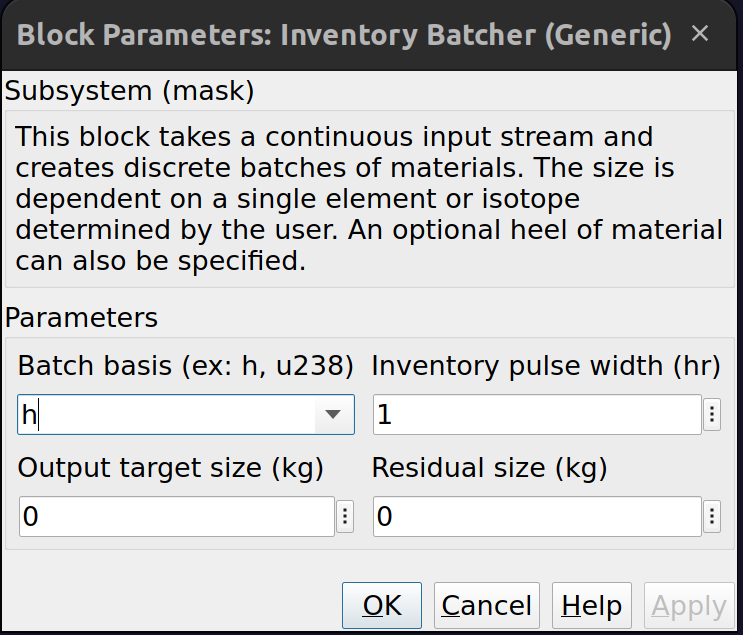 Block Parameters: Inventory Batcher (Generic)
Subsystem (mask)
This block takes a continuous input stream and
creates discrete batches of materials. The size is
dependent on a single element or isotope
determined by the user. An optional heel of material
can also be specified.
Parameters
Batch basis (ex: h, u238) Inventory pulse width (hr)
h 1
Output target size (kg) Residual size (kg)
0 0
OK Cancel Help Apply